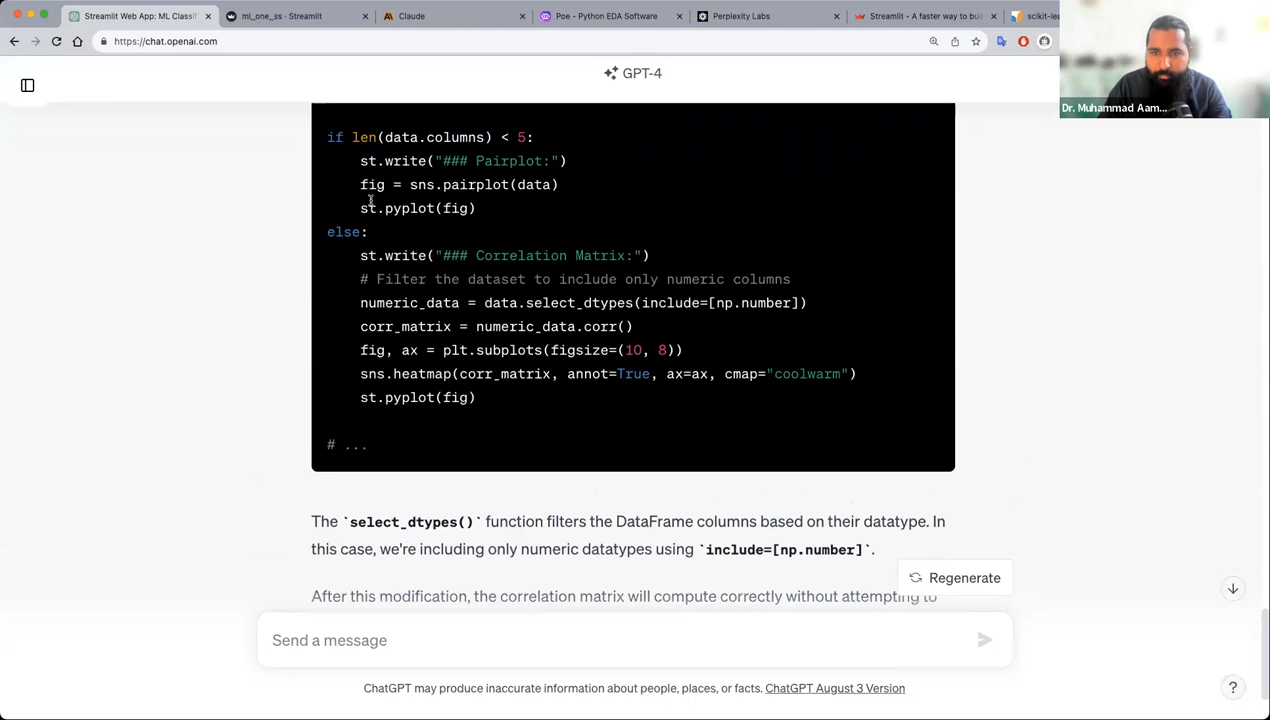 Streamlit Web App: ML Classif
ml_one_ss · Streamlit
Claude
Poe - Python EDA Software
Perplexity Labs
Streamlit • A faster way to buil
scikit-lea
https://chat.openai.com
Dr. Muhammad Aam...
GPT-4
if len(data.columns) < 5:
st.write("### Pairplot:")
fig = sns.pairplot(data)
st.pyplot(fig)
else:
st.write("### Correlation Matrix:")
# Filter the dataset to include only numeric columns
numeric_data = data.select_dtypes(include=[np.number])
corr_matrix = numeric_data.corr()
fig, ax = plt.subplots(figsize=(10, 8))
sns.heatmap(corr_matrix, annot=True, ax=ax, cmap="coolwarm")
st.pyplot(fig)
# ...
The `select_dtypes()` function filters the DataFrame columns based on their datatype. In
this case, we're including only numeric datatypes using `include=[np.number]`.
Regenerate
After this modification, the correlation matrix will compute correctly without attempting to
Send a message
ChatGPT may produce inaccurate information about people, places, or facts. ChatGPT August 3 Version
?